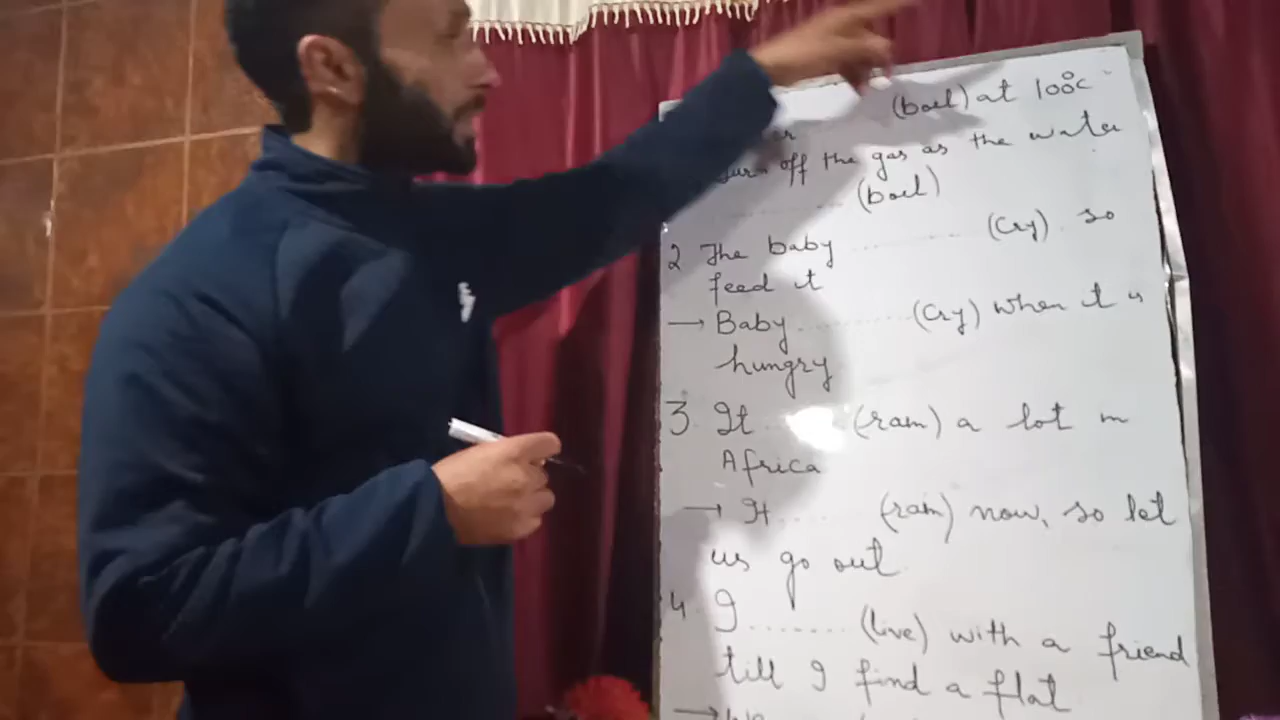 (boil) at 100°c
turn off the gas as the water
........ (boil)
2 The baby ........ (Cry) so
feed it
→ Baby ........ (Cry) when it is
hungry
3. It ..... (rain) a lot in
Africa
→ It ..... (rain) now, so let
us go out
4. I ....... (live) with a friend
till I find a flat